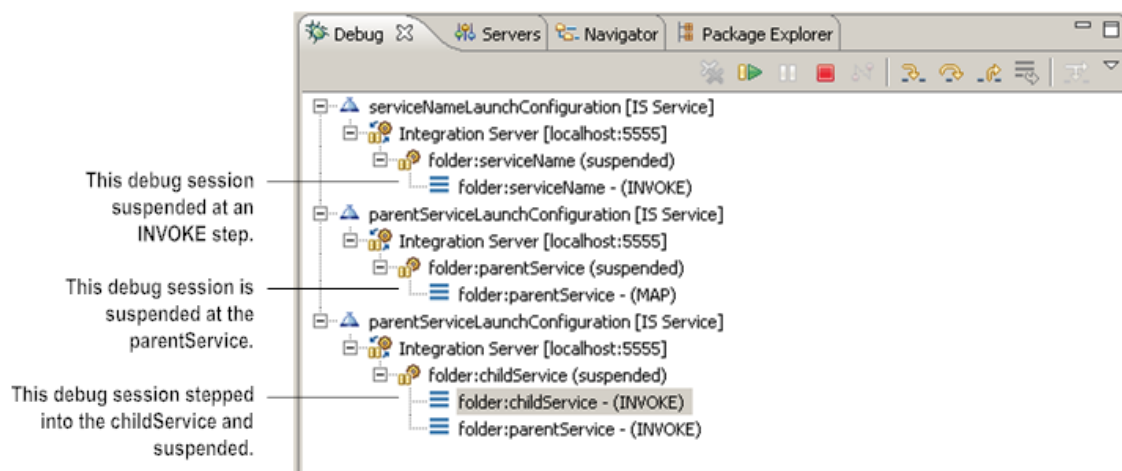 Debug Servers Navigator Package Explorer
serviceNameLaunchConfiguration [IS Service]
Integration Server [localhost:5555]
folder:serviceName (suspended)
folder:serviceName - (INVOKE)
This debug session
suspended at an
INVOKE step.
parentServiceLaunchConfiguration [IS Service]
Integration Server [localhost:5555]
folder:parentService (suspended)
folder:parentService - (MAP)
This debug session is
suspended at the
parentService.
parentServiceLaunchConfiguration [IS Service]
Integration Server [localhost:5555]
folder:childService (suspended)
folder:childService - (INVOKE)
folder:parentService - (INVOKE)
This debug session stepped
into the childService and
suspended.